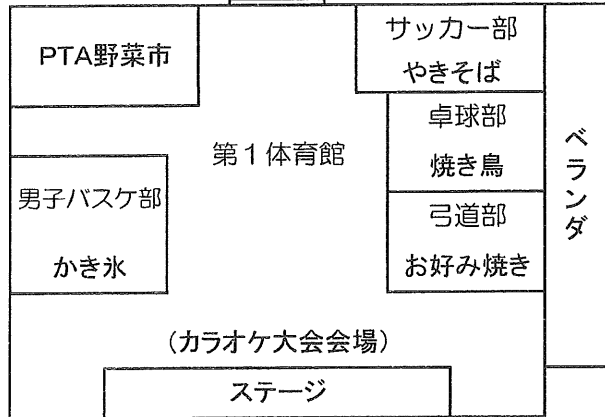 PTA野菜市
サッカー部
やきそば
卓球部
焼き鳥
第1体育館
男子バスケ部
かき氷
弓道部
お好み焼き
ベランダ
(カラオケ大会会場)
ステージ